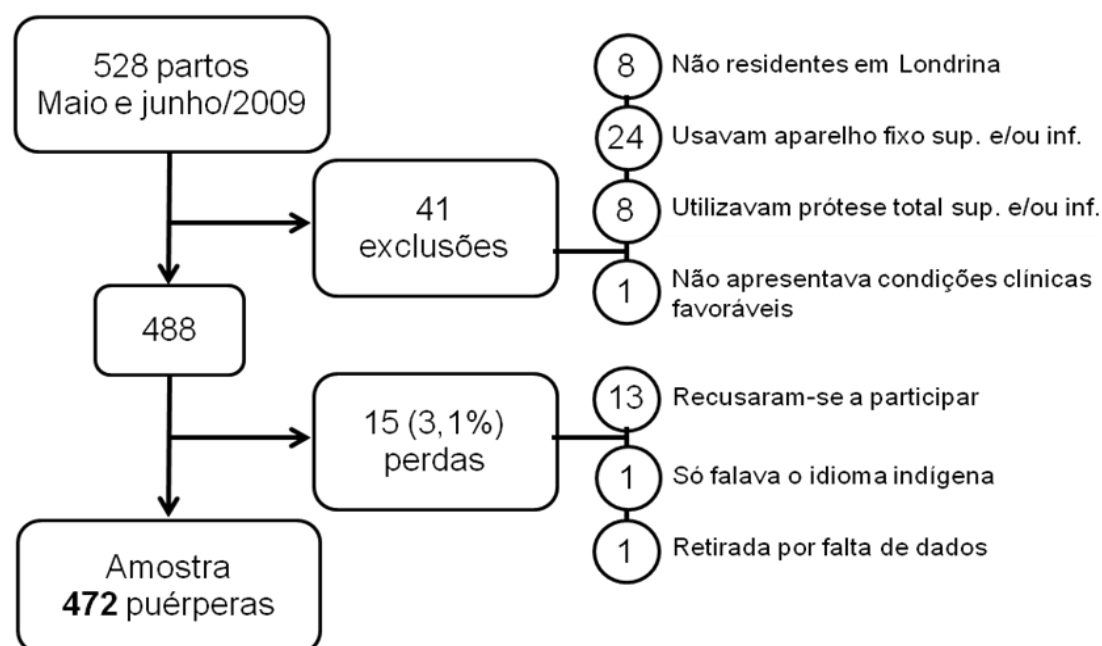 528 partos
Maio e junho/2009
41
exclusões
8
Não residentes em Londrina
24
Usavam aparelho fixo sup. e/ou inf.
8
Utilizavam prótese total sup. e/ou inf.
1
Não apresentava condições clínicas
favoráveis
488
15 (3,1%)
perdas
13
Recusaram-se a participar
1
Só falava o idioma indígena
1
Retirada por falta de dados
Amostra
472 puérperas